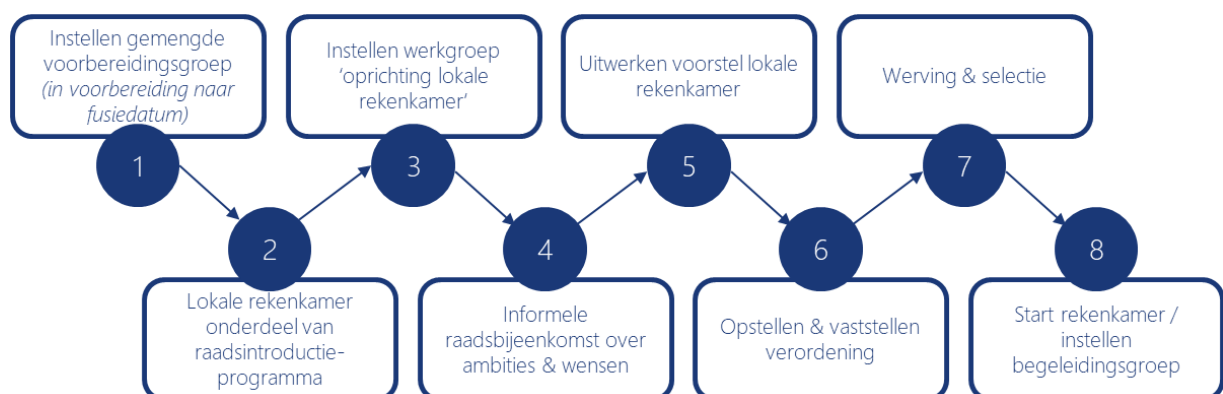 1
Instellen gemengde
voorbereidingsgroep
(in voorbereiding naar
fusiedatum)
2
Lokale rekenkamer
onderdeel van
raadsintroductie-
programma
3
Instellen werkgroep
‘oprichting lokale
rekenkamer’
4
Informele
raadsbijeenkomst over
ambities & wensen
5
Uitwerken voorstel lokale
rekenkamer
6
Opstellen & vaststellen
verordening
7
Werving & selectie
8
Start rekenkamer /
instellen
begeleidingsgroep